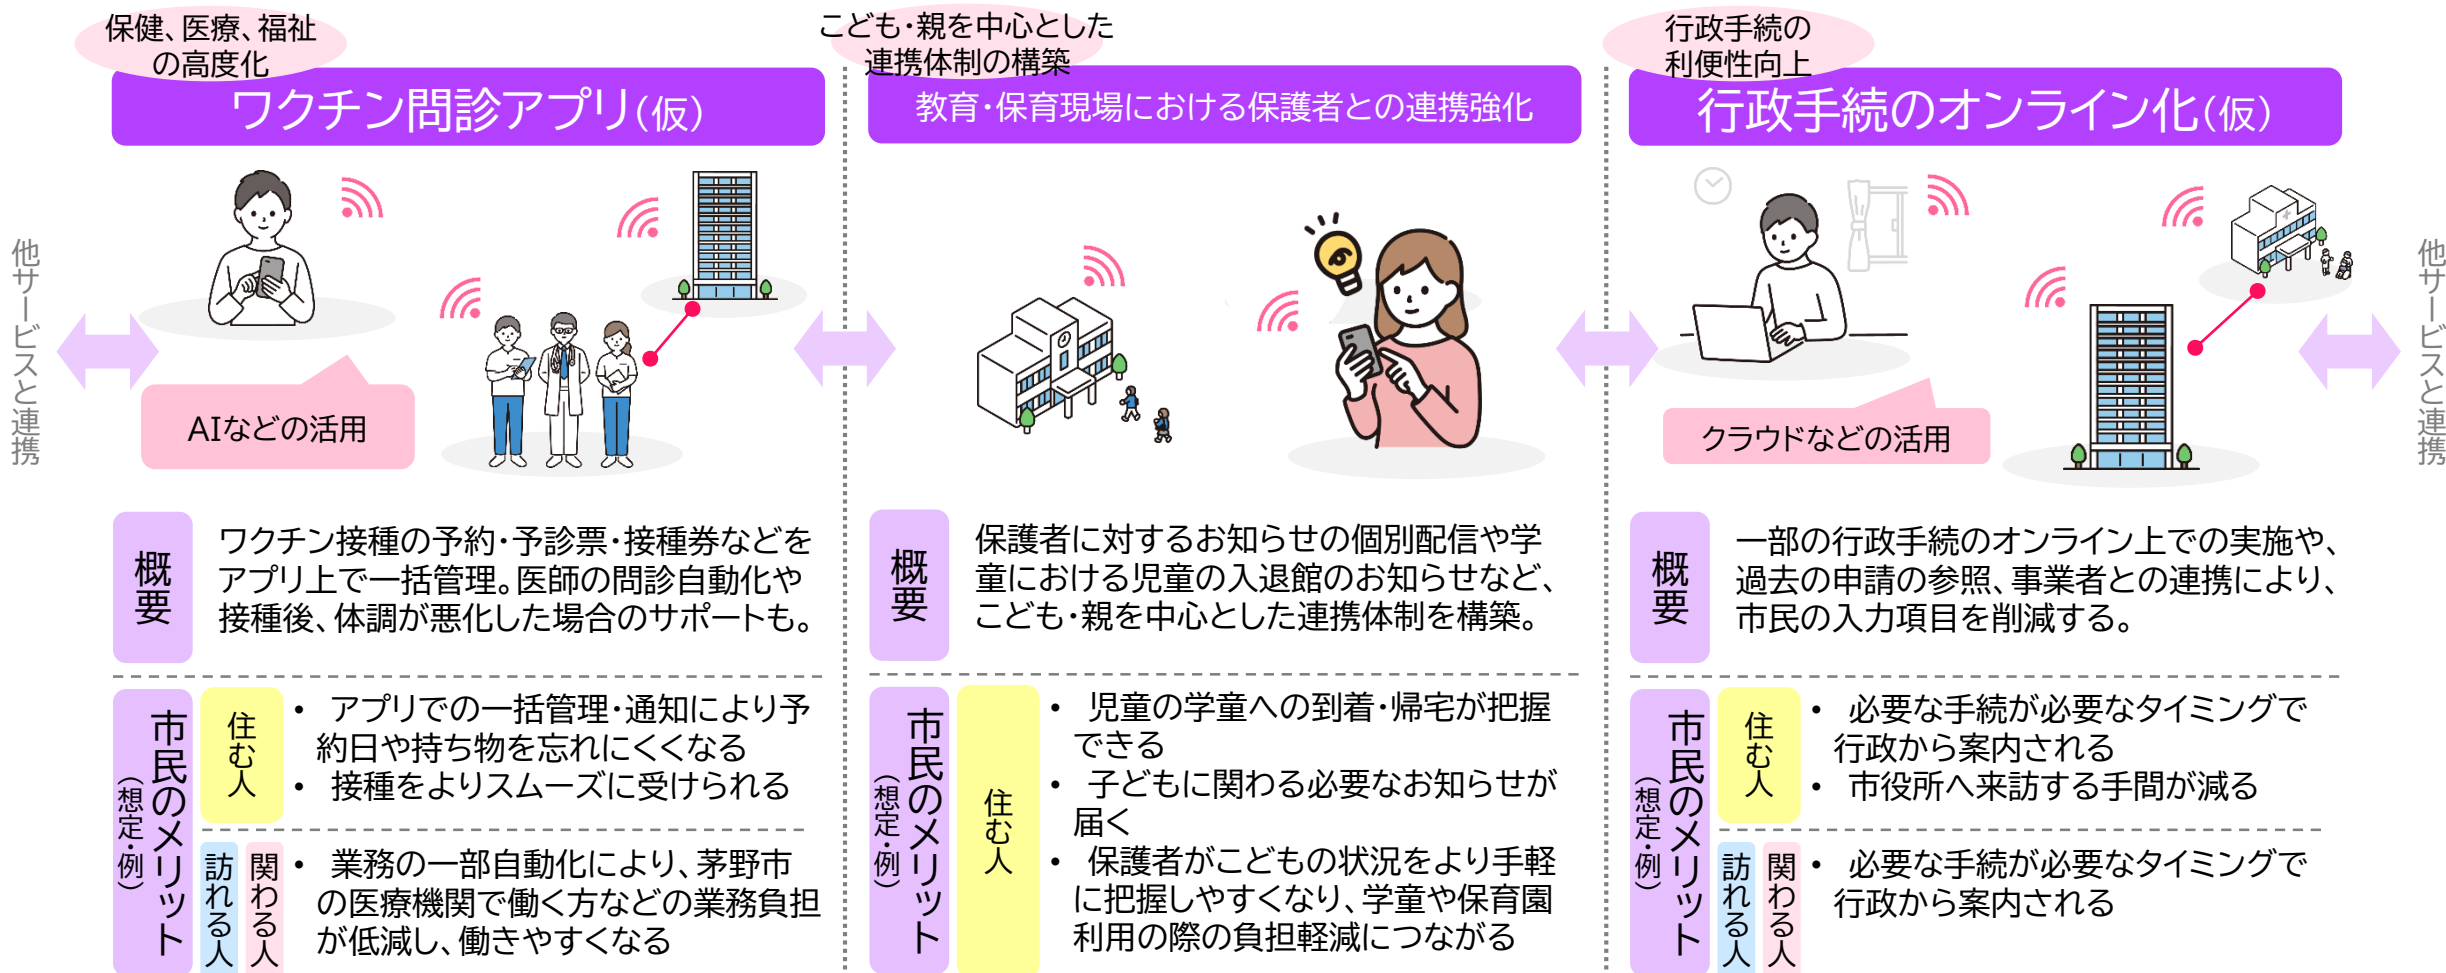 保健、医療、福祉
の高度化
ワクチン問診アプリ(仮)
他サービスと連携
AIなどの活用
概要
ワクチン接種の予約・予診票・接種券などを
アプリ上で一括管理。医師の問診自動化や
接種後、体調が悪化した場合のサポートも。
市民のメリット
(想定・例)
住む人
• アプリでの一括管理・通知により予
約日や持ち物を忘れにくくなる
• 接種をよりスムーズに受けられる
訪れる人
関わる人
• 業務の一部自動化により、茅野市
の医療機関で働く方などの業務負担
が低減し、働きやすくなる
こども・親を中心とした
連携体制の構築
教育・保育現場における保護者との連携強化
概要
保護者に対するお知らせの個別配信や学
童における児童の入退館のお知らせなど、
こども・親を中心とした連携体制を構築。
市民のメリット
(想定・例)
住む人
• 児童の学童への到着・帰宅が把握
できる
• 子どもに関わる必要なお知らせが
届く
• 保護者がこどもの状況をより手軽
に把握しやすくなり、学童や保育園
利用の際の負担軽減につながる
行政手続の
利便性向上
行政手続のオンライン化(仮)
クラウドなどの活用
他サービスと連携
概要
一部の行政手続のオンライン上での実施や、
過去の申請の参照、事業者との連携により、
市民の入力項目を削減する。
市民のメリット
(想定・例)
住む人
• 必要な手続が必要なタイミングで
行政から案内される
• 市役所へ来訪する手間が減る
訪れる人
関わる人
• 必要な手続が必要なタイミングで
行政から案内される